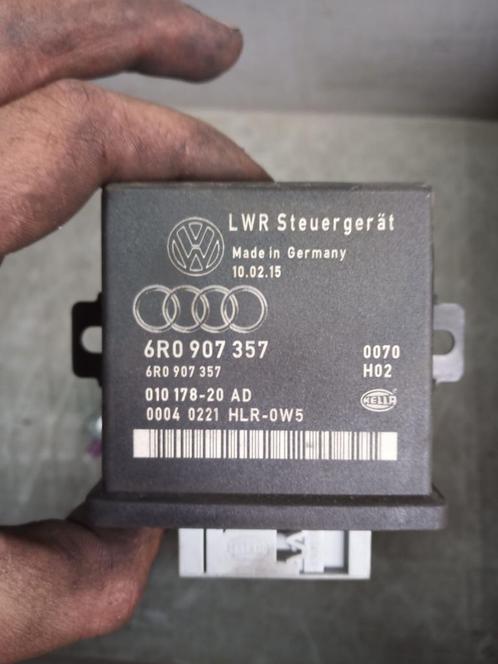 LWR Steuergerät
Made in Germany
10.02.15
6R0 907 357
0070
6R0 907 357
H02
010 178-20 AD
0004 0221 HLR-0W5
HELLA